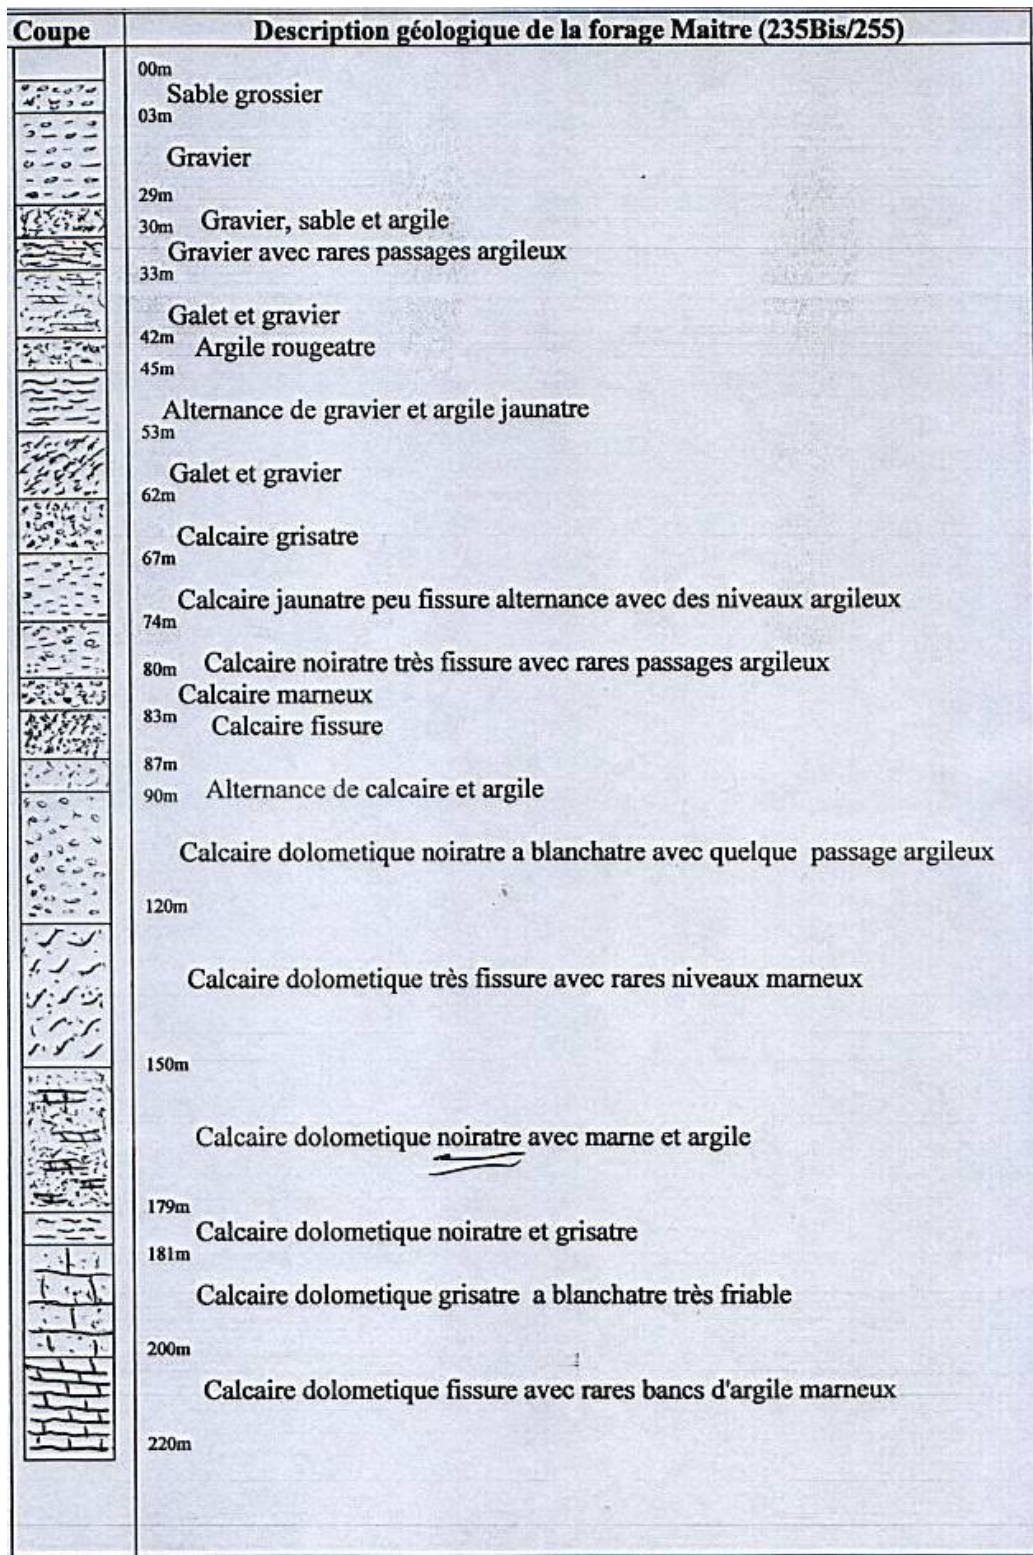 Coupe
Description géologique de la forage Maitre (235Bis/255)
00m
Sable grossier
03m
Gravier
29m
30m Gravier, sable et argile
Gravier avec rares passages argileux
33m
Galet et gravier
42m
Argile rougeatre
45m
Alternance de gravier et argile jaunatre
53m
Galet et gravier
62m
Calcaire grisatre
67m
Calcaire jaunatre peu fissure alternance avec des niveaux argileux
74m
80m Calcaire noiratre très fissure avec rares passages argileux
Calcaire marneux
83m
Calcaire fissure
87m
90m Alternance de calcaire et argile
Calcaire dolometique noiratre a blanchatre avec quelque passage argileux
120m
Calcaire dolometique très fissure avec rares niveaux marneux
150m
Calcaire dolometique noiratre avec marne et argile
179m
Calcaire dolometique noiratre et grisatre
181m
Calcaire dolometique grisatre a blanchatre très friable
200m
Calcaire dolometique fissure avec rares bancs d'argile marneux
220m